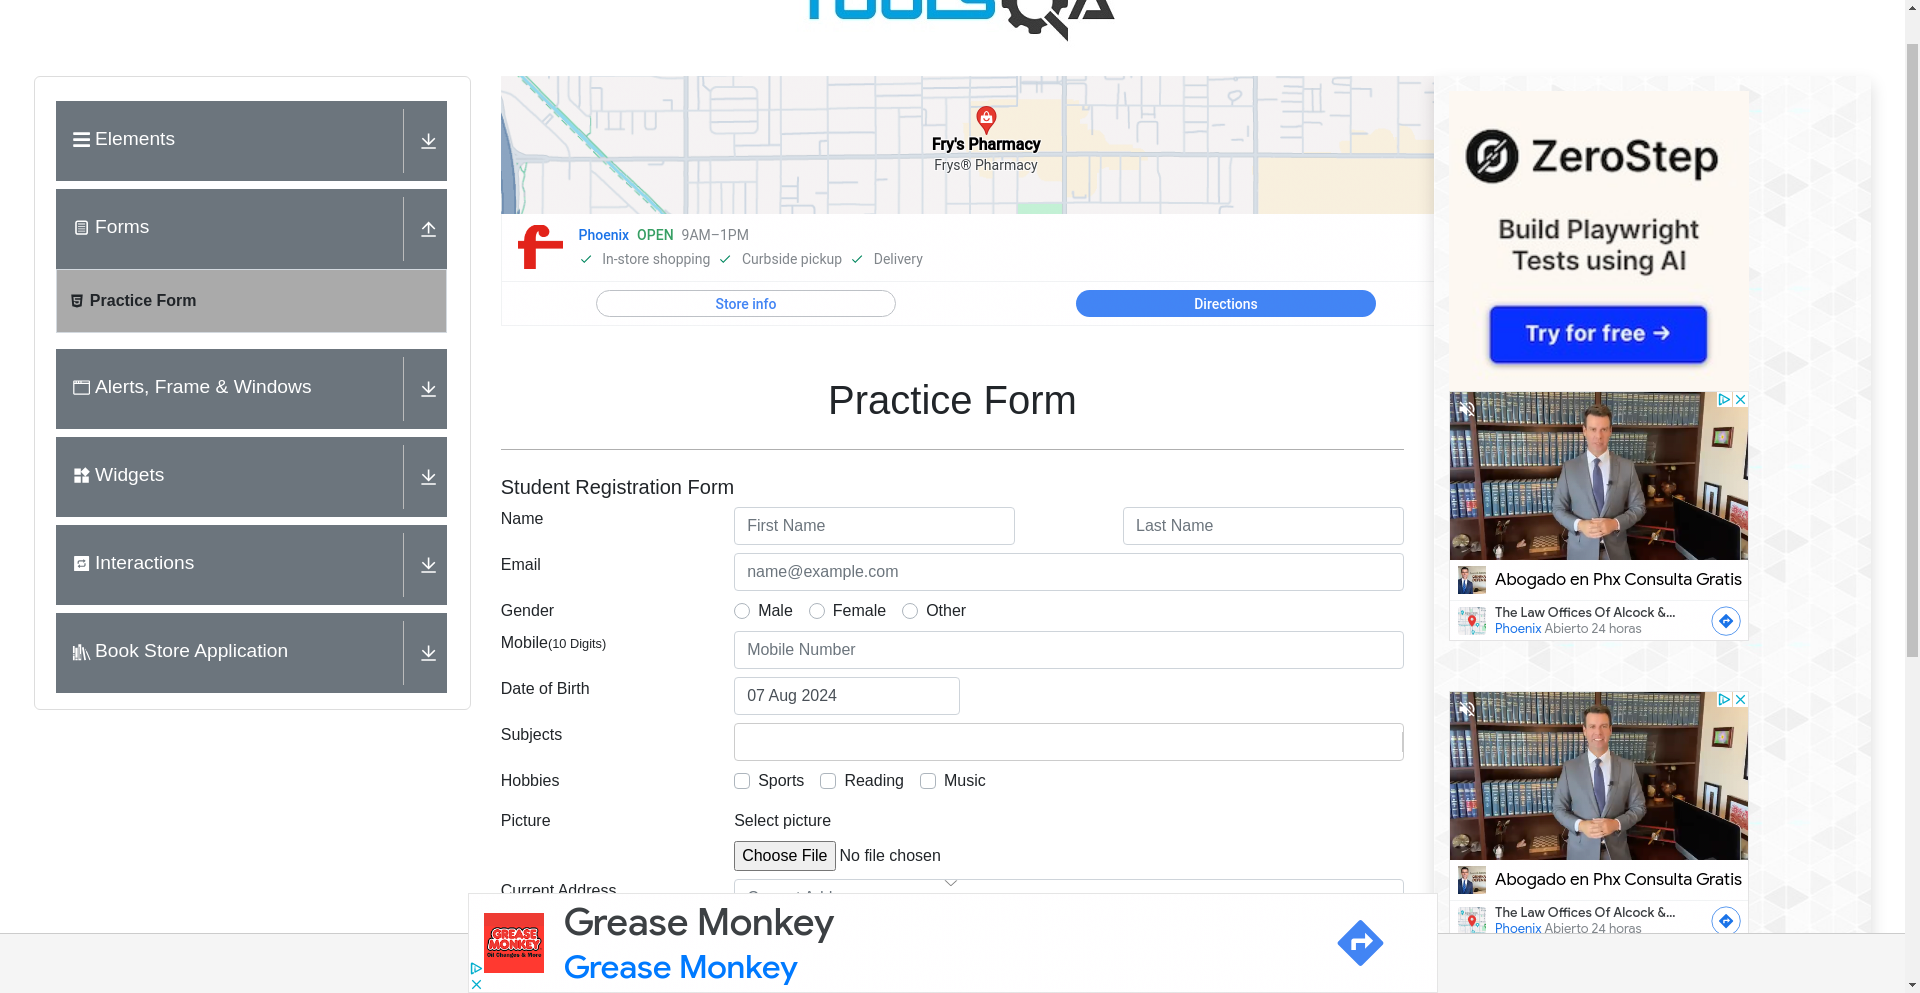 TOOLSQA
Elements
Forms
Practice Form
Alerts, Frame & Windows
Widgets
Interactions
Book Store Application
Fry's Pharmacy
Frys® Pharmacy
Phoenix OPEN 9AM–1PM
In-store shopping Curbside pickup Delivery
Store info Directions
Practice Form
Student Registration Form
Name First Name Last Name
Email name@example.com
Gender Male Female Other
Mobile(10 Digits) Mobile Number
Date of Birth 07 Aug 2024
Subjects
Hobbies Sports Reading Music
Picture Select picture
Choose File No file chosen
Current Address
ZeroStep
Build Playwright
Tests using AI
Try for free →
Abogado en Phx Consulta Gratis
The Law Offices Of Alcock &...
Phoenix Abierto 24 horas
Abogado en Phx Consulta Gratis
The Law Offices Of Alcock &...
Phoenix Abierto 24 horas
GREASE
MONKEY
Oil Changes & More
Grease Monkey
Grease Monkey